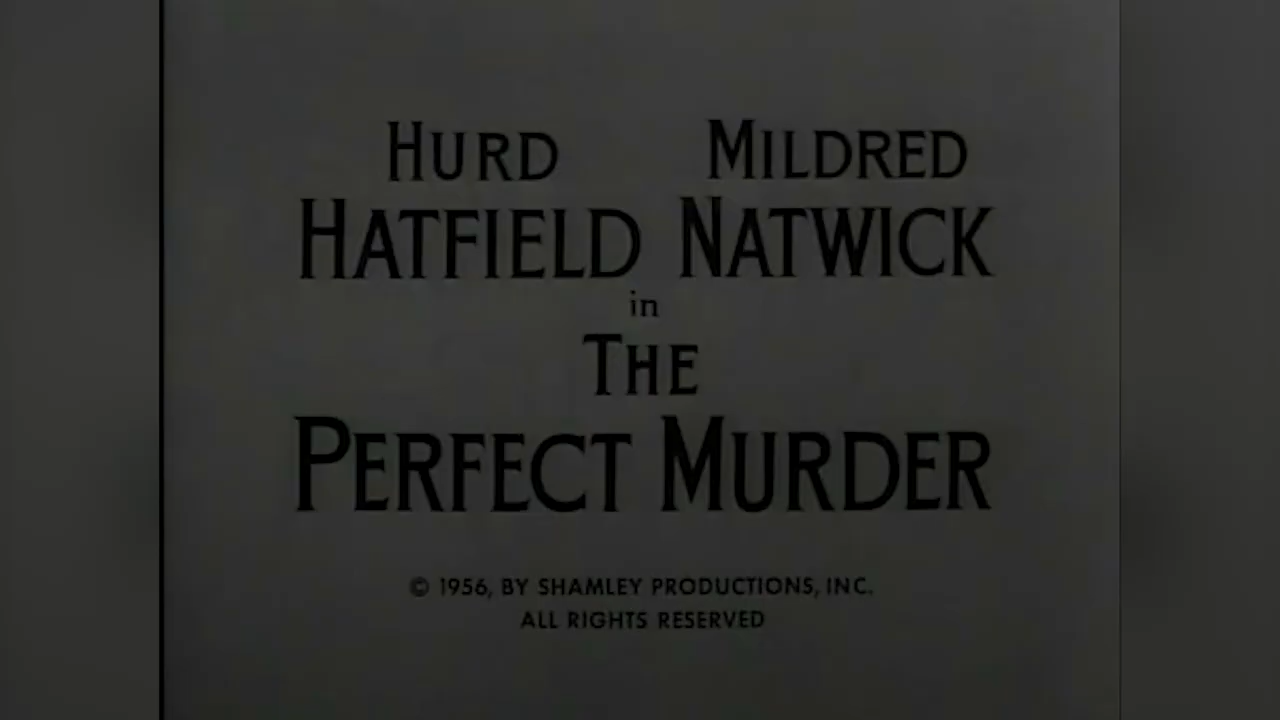 HURD MILDRED
HATFIELD NATWICK
in
THE
PERFECT MURDER
© 1956, BY SHAMLEY PRODUCTIONS, INC.
ALL RIGHTS RESERVED